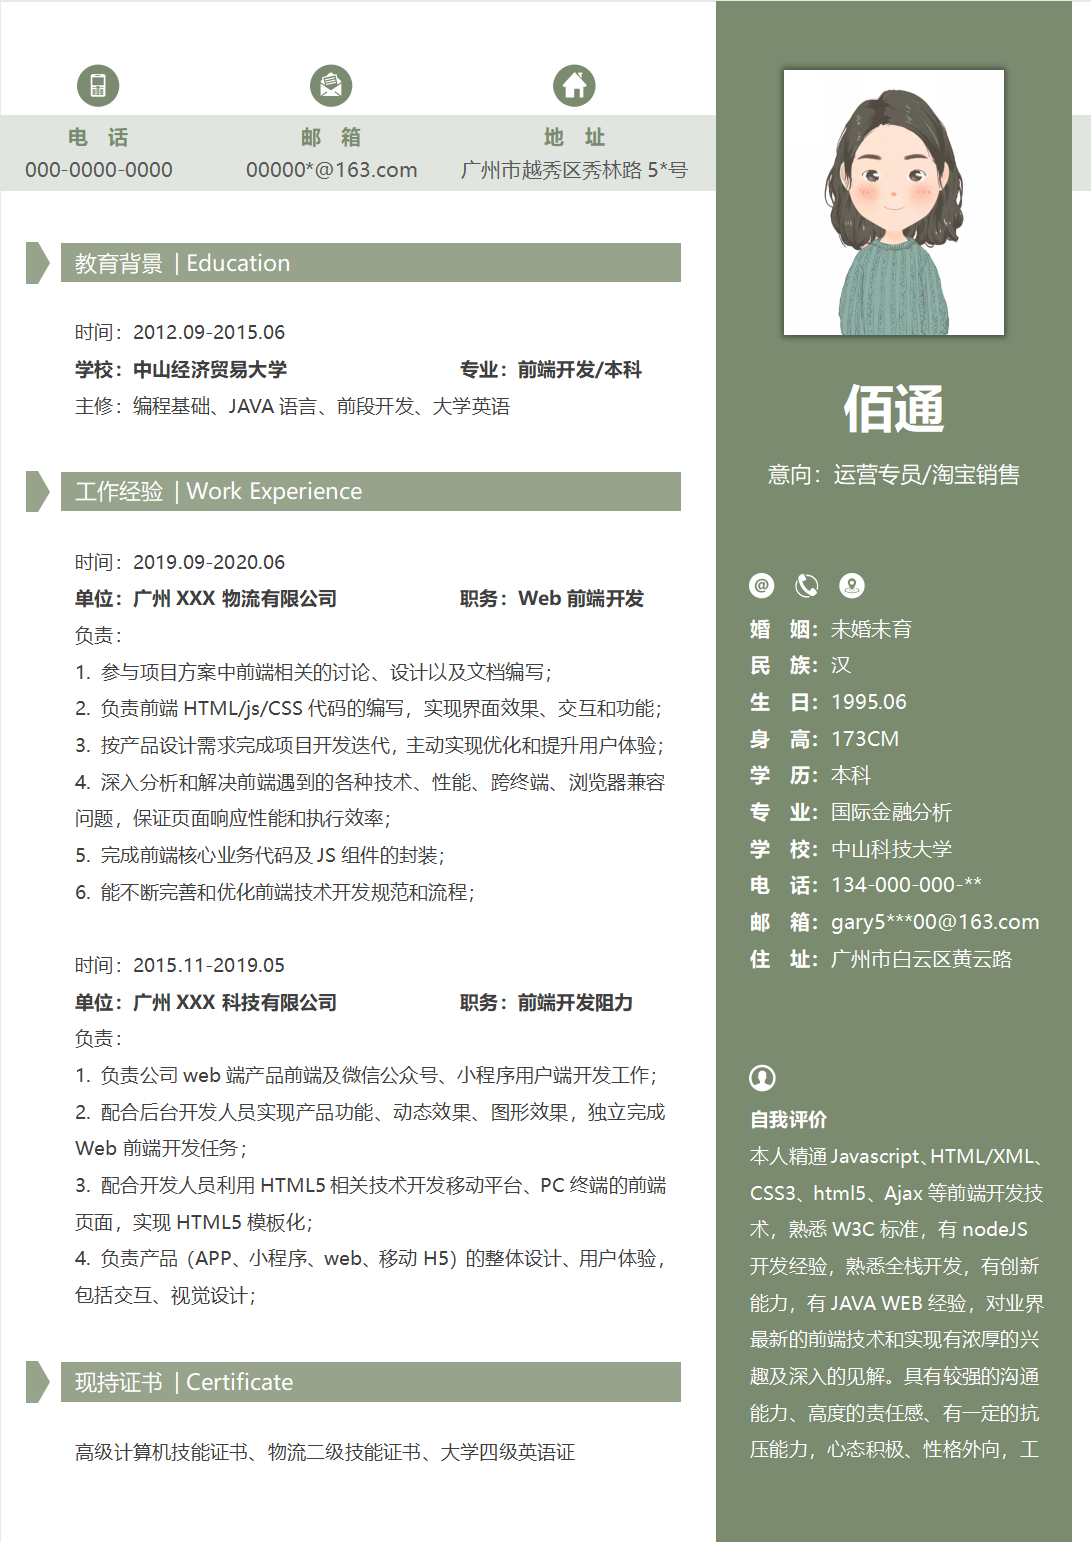 电 话
000-0000-0000
邮 箱
00000*@163.com
地 址
广州市越秀区秀林路 5*号
教育背景 | Education
时间：2012.09-2015.06
学校：中山经济贸易大学 专业：前端开发/本科
主修：编程基础、JAVA 语言、前段开发、大学英语
工作经验 | Work Experience
时间：2019.09-2020.06
单位：广州 XXX 物流有限公司 职务：Web 前端开发
负责：
1. 参与项目方案中前端相关的讨论、设计以及文档编写；
2. 负责前端 HTML/js/CSS 代码的编写，实现界面效果、交互和功能；
3. 按产品设计需求完成项目开发迭代，主动实现优化和提升用户体验；
4. 深入分析和解决前端遇到的各种技术、性能、跨终端、浏览器兼容
问题，保证页面响应性能和执行效率；
5. 完成前端核心业务代码及 JS 组件的封装；
6. 能不断完善和优化前端技术开发规范和流程；
时间：2015.11-2019.05
单位：广州 XXX 科技有限公司 职务：前端开发阻力
负责：
1. 负责公司 web 端产品前端及微信公众号、小程序用户端开发工作；
2. 配合后台开发人员实现产品功能、动态效果、图形效果，独立完成
Web 前端开发任务；
3. 配合开发人员利用 HTML5 相关技术开发移动平台、PC 终端的前端
页面，实现 HTML5 模板化；
4. 负责产品（APP、小程序、web、移动 H5）的整体设计、用户体验，
包括交互、视觉设计；
现持证书 | Certificate
高级计算机技能证书、物流二级技能证书、大学四级英语证
佰通
意向：运营专员/淘宝销售
婚 姻：未婚未育
民 族：汉
生 日：1995.06
身 高：173CM
学 历：本科
专 业：国际金融分析
学 校：中山科技大学
电 话：134-000-000-**
邮 箱：gary5***00@163.com
住 址：广州市白云区黄云路
自我评价
本人精通 Javascript、HTML/XML、
CSS3、html5、Ajax 等前端开发技
术，熟悉 W3C 标准，有 nodeJS
开发经验，熟悉全栈开发，有创新
能力，有 JAVA WEB 经验，对业界
最新的前端技术和实现有浓厚的兴
趣及深入的见解。具有较强的沟通
能力、高度的责任感、有一定的抗
压能力，心态积极、性格外向，工